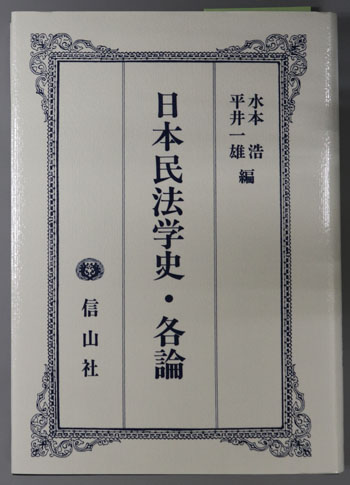 水本 浩
平井一雄 編
日本民法学史・各論
信山社